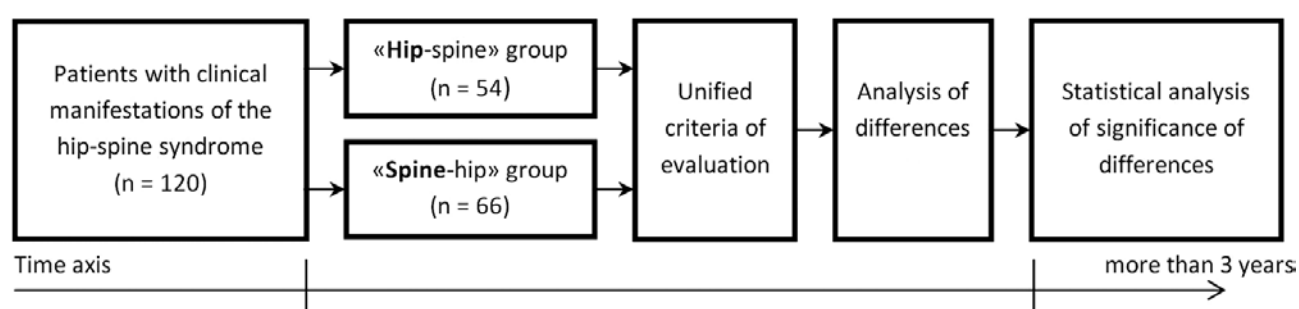 Patients with clinical
manifestations of the
hip-spine syndrome
(n = 120)
«Hip-spine» group
(n = 54)
«Spine-hip» group
(n = 66)
Unified
criteria of
evaluation
Analysis of
differences
Statistical analysis
of significance of
differences
Time axis
more than 3 years